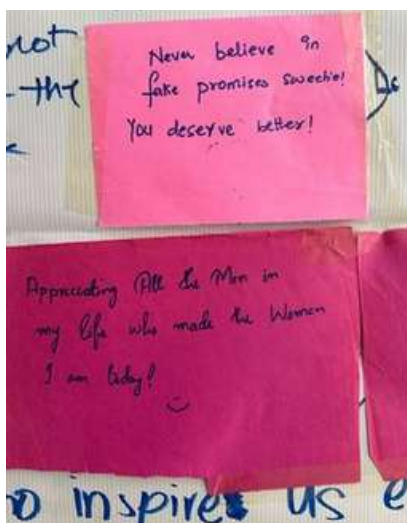 not
the
Never believe in
fake promises sweetie!
You deserve better!
Appreciating All the Men in
my life who made the Women
I am today!
inspires us e